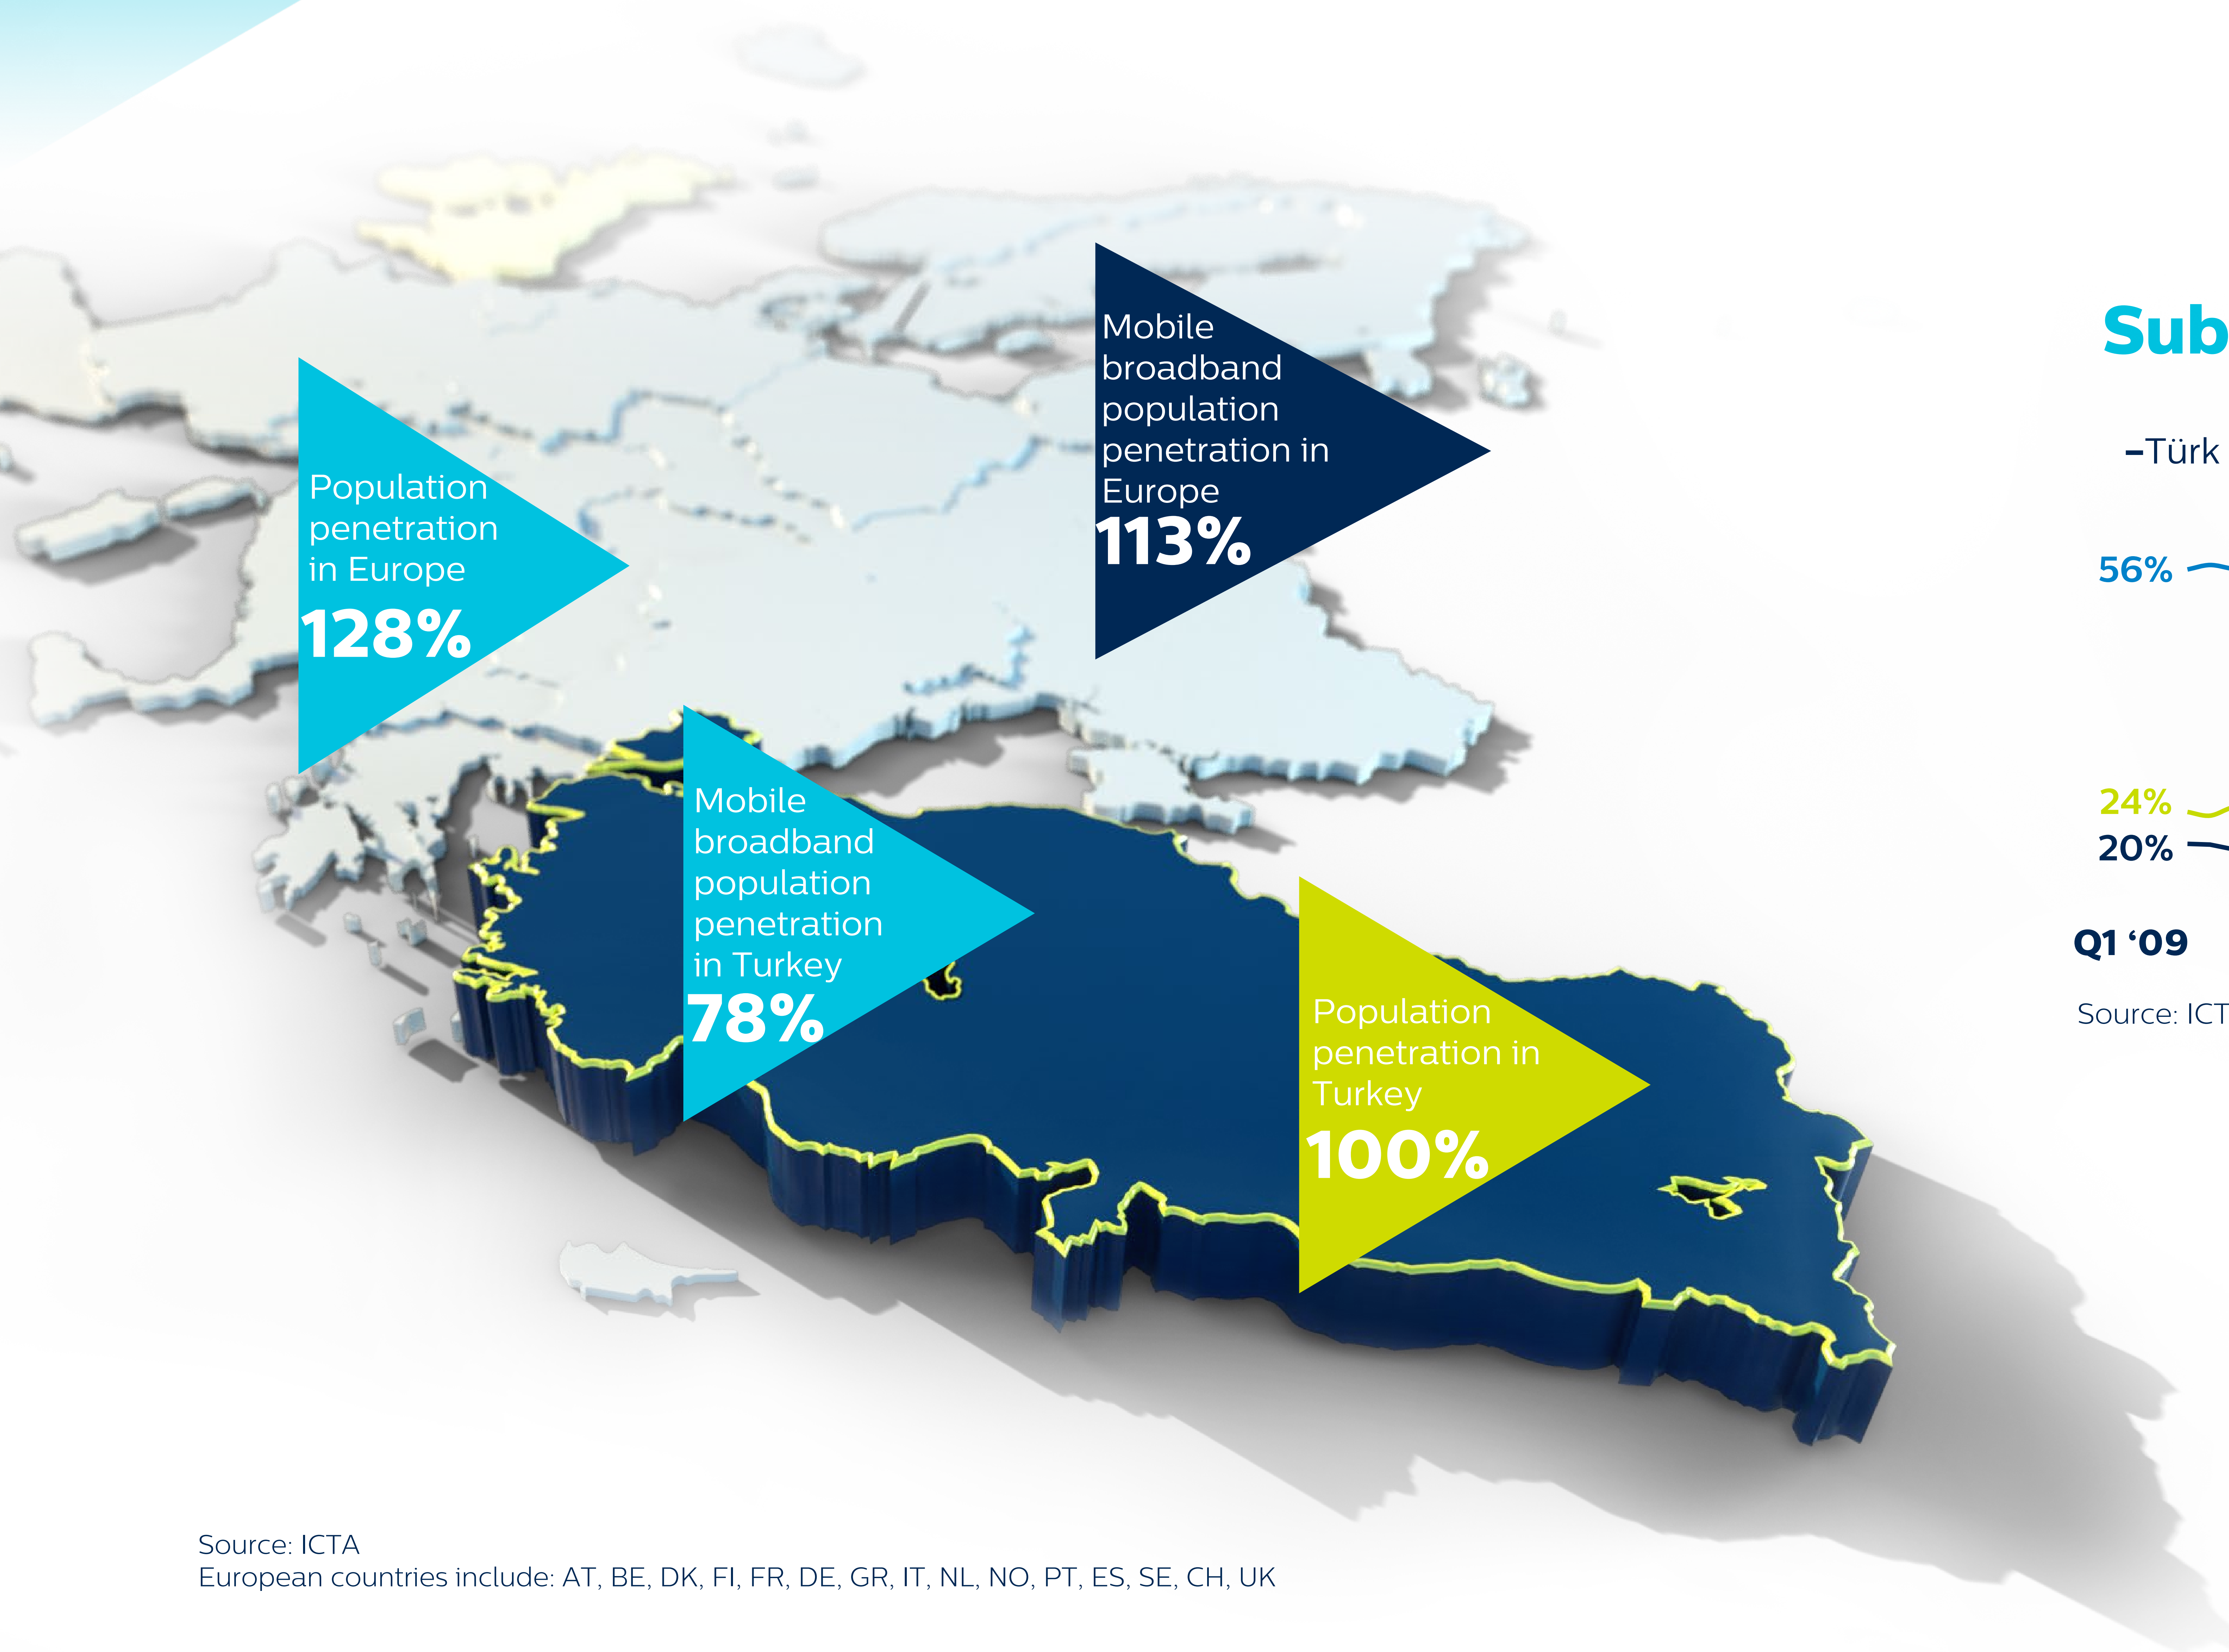 Population
penetration
in Europe
128%
Mobile
broadband
population
penetration in
Europe
113%
Mobile
broadband
population
penetration
in Turkey
78%
Population
penetration in
Turkey
100%
Source: ICTA
European countries include: AT, BE, DK, FI, FR, DE, GR, IT, NL, NO, PT, ES, SE, CH, UK
Sub
–Türk
56%
24%
20%
Q1 ‘09
Source: ICT